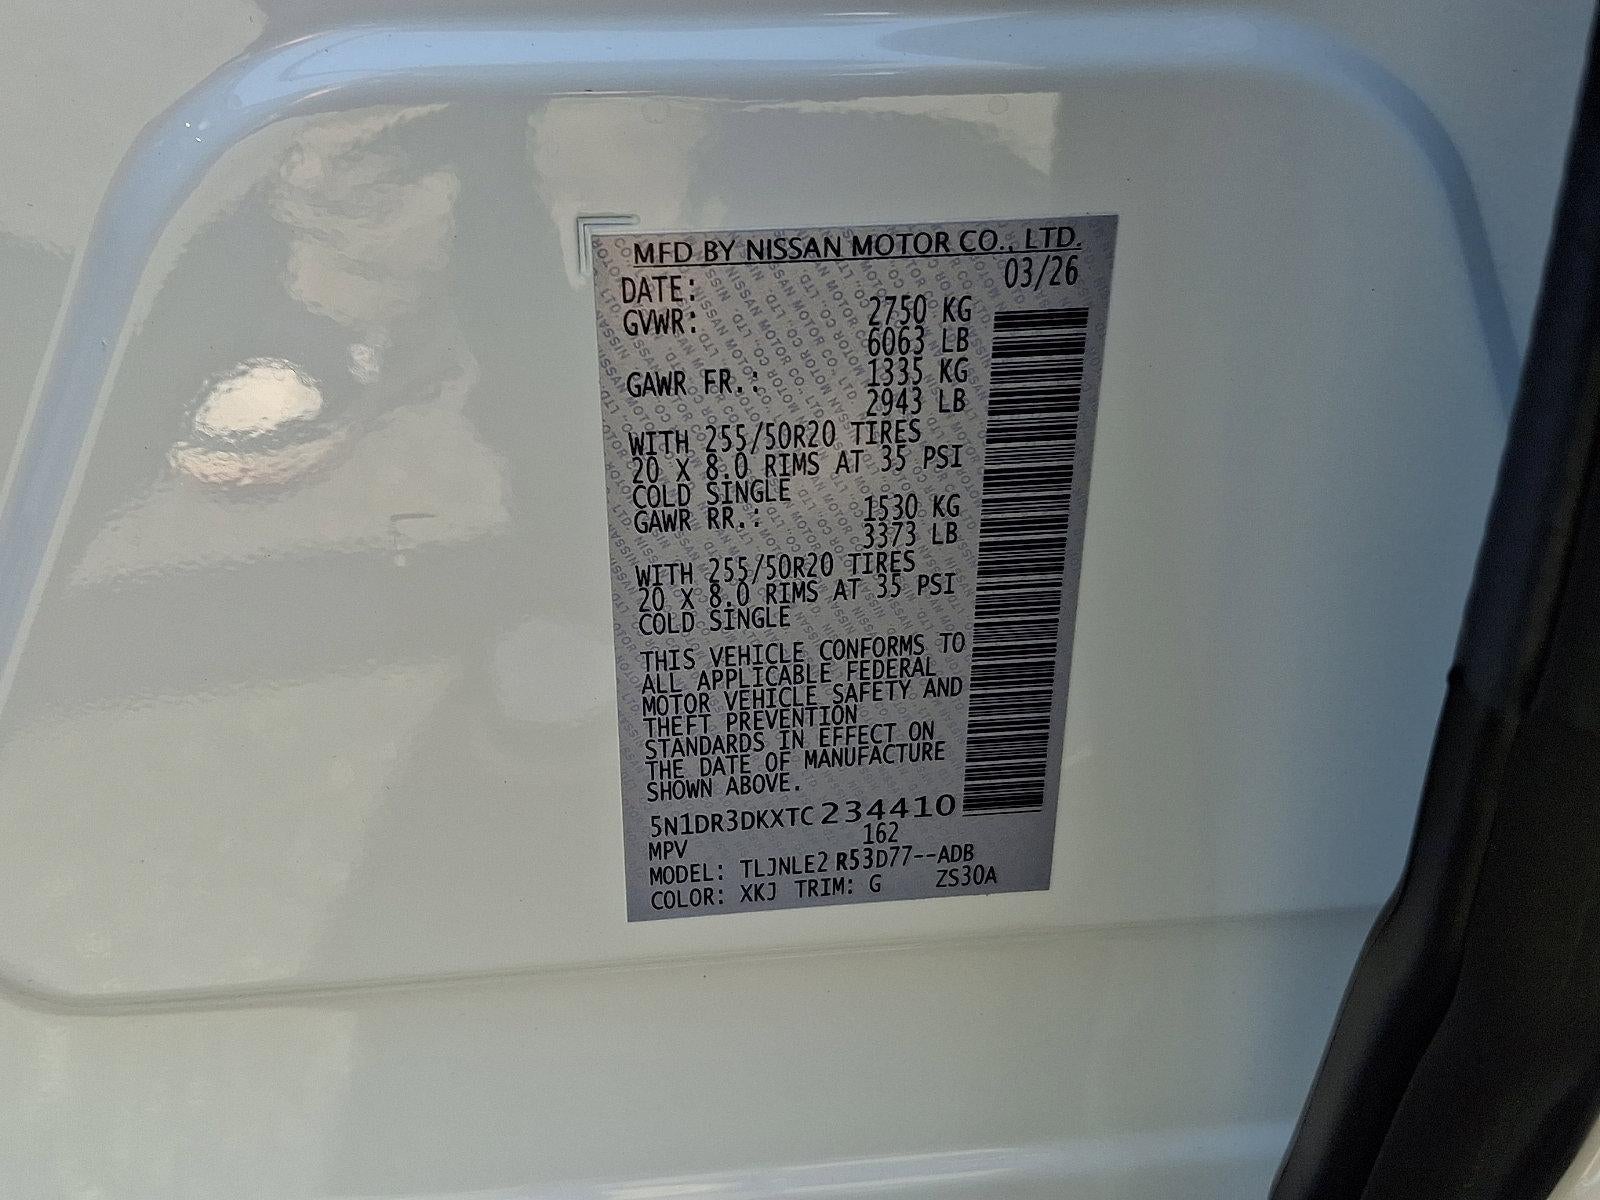 MFD BY NISSAN MOTOR CO., LTD.
DATE: 03/26
GVWR: 2750 KG
6063 LB
GAWR FR.: 1335 KG
2943 LB
WITH 255/50R20 TIRES
20 X 8.0 RIMS AT 35 PSI
COLD SINGLE
GAWR RR.: 1530 KG
3373 LB
WITH 255/50R20 TIRES
20 X 8.0 RIMS AT 35 PSI
COLD SINGLE
THIS VEHICLE CONFORMS TO
ALL APPLICABLE FEDERAL
MOTOR VEHICLE SAFETY AND
THEFT PREVENTION
STANDARDS IN EFFECT ON
THE DATE OF MANUFACTURE
SHOWN ABOVE.
5N1DR3DKXTC234410
MPV 162
MODEL: TLJNLE2 R53D77--ADB
COLOR: XKJ TRIM: G ZS30A